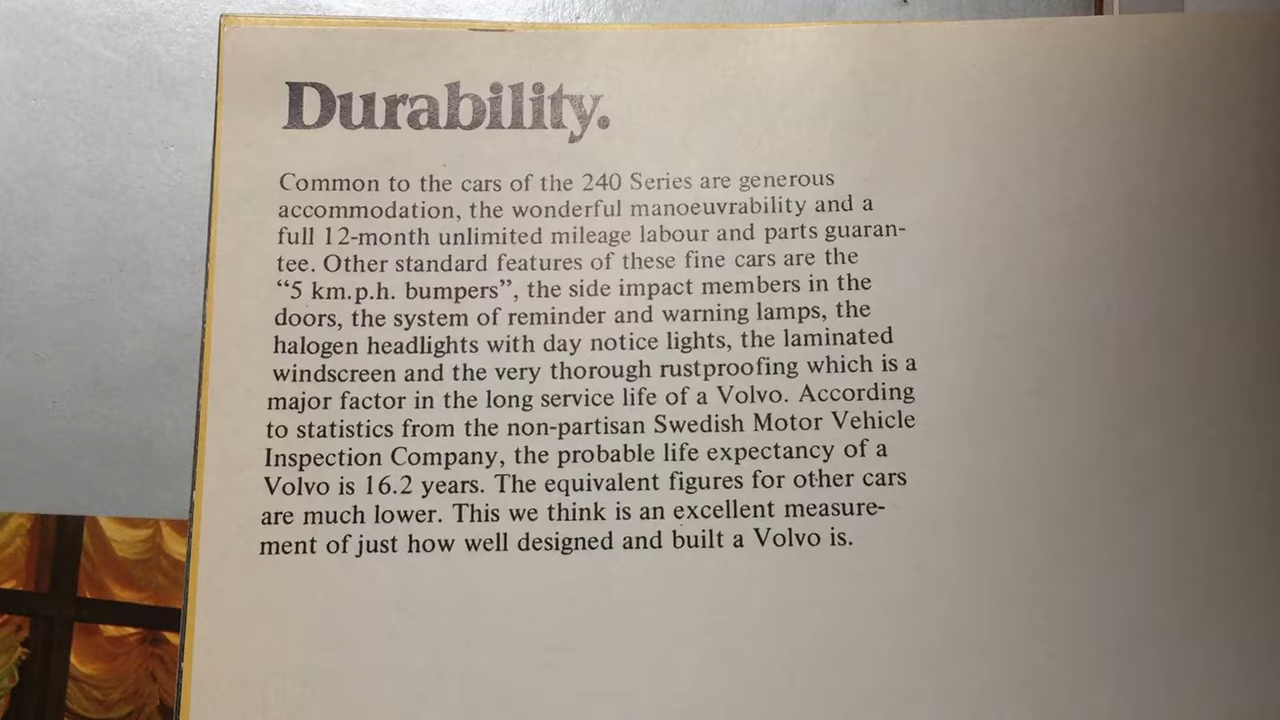 Durability.
Common to the cars of the 240 Series are generous
accommodation, the wonderful manoeuvrability and a
full 12-month unlimited mileage labour and parts guaran-
tee. Other standard features of these fine cars are the
“5 km.p.h. bumpers”, the side impact members in the
doors, the system of reminder and warning lamps, the
halogen headlights with day notice lights, the laminated
windscreen and the very thorough rustproofing which is a
major factor in the long service life of a Volvo. According
to statistics from the non-partisan Swedish Motor Vehicle
Inspection Company, the probable life expectancy of a
Volvo is 16.2 years. The equivalent figures for other cars
are much lower. This we think is an excellent measure-
ment of just how well designed and built a Volvo is.